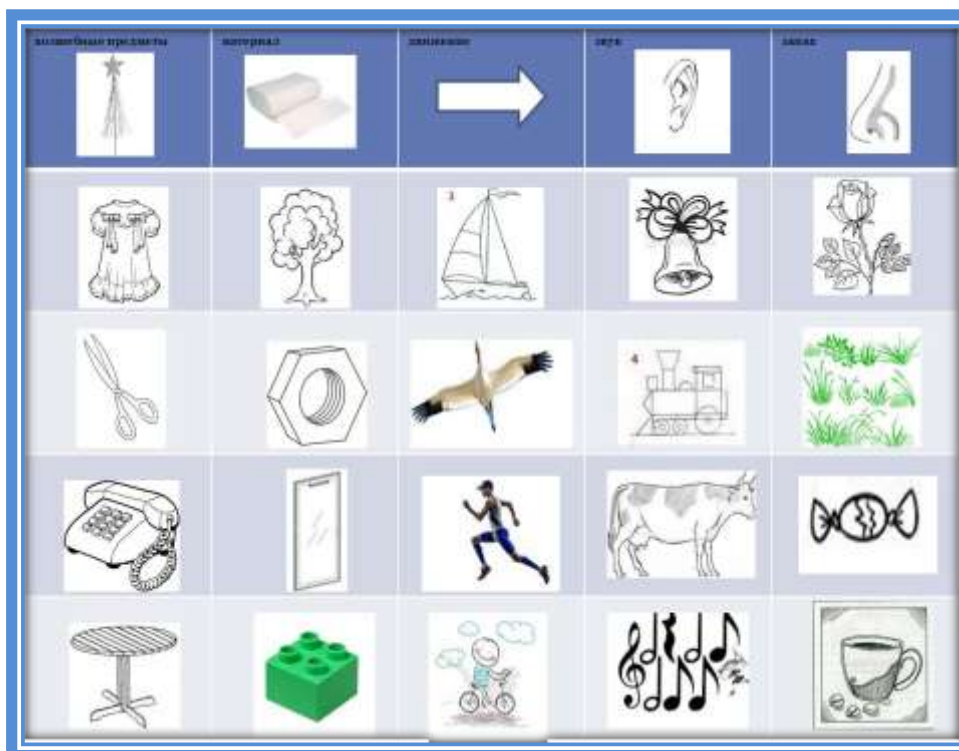 волшебные предметы
материал
движение
звук
запах
3
4